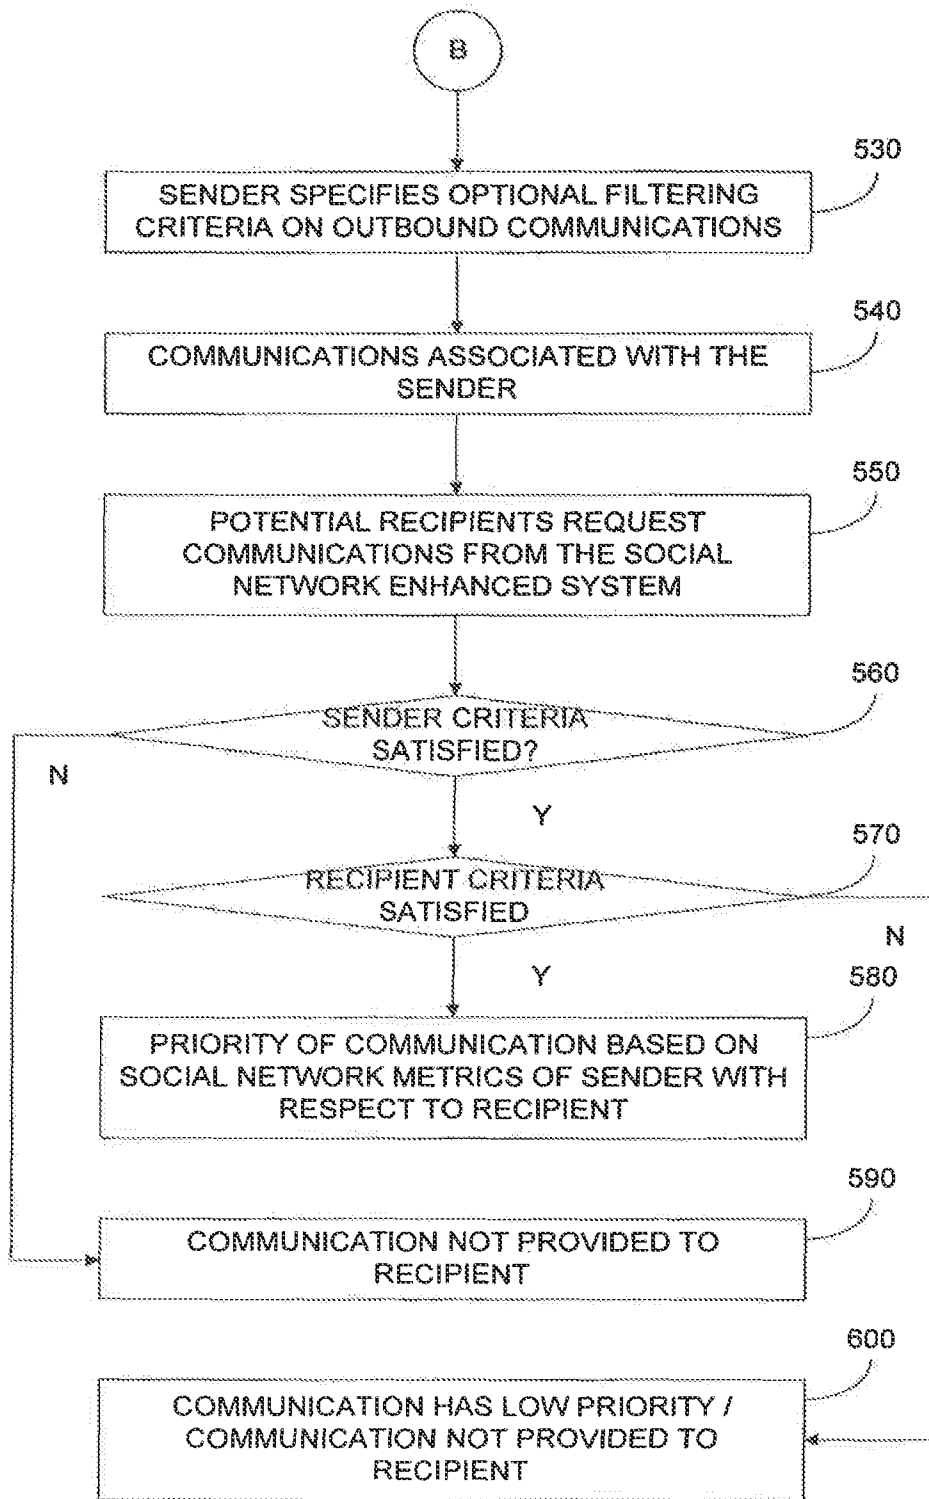 B
530
SENDER SPECIFIES OPTIONAL FILTERING
CRITERIA ON OUTBOUND COMMUNICATIONS
540
COMMUNICATIONS ASSOCIATED WITH THE
SENDER
550
POTENTIAL RECIPIENTS REQUEST
COMMUNICATIONS FROM THE SOCIAL
NETWORK ENHANCED SYSTEM
560
SENDER CRITERIA
SATISFIED?
N
Y
570
RECIPIENT CRITERIA
SATISFIED
N
Y
580
PRIORITY OF COMMUNICATION BASED ON
SOCIAL NETWORK METRICS OF SENDER WITH
RESPECT TO RECIPIENT
590
COMMUNICATION NOT PROVIDED TO
RECIPIENT
600
COMMUNICATION HAS LOW PRIORITY /
COMMUNICATION NOT PROVIDED TO
RECIPIENT